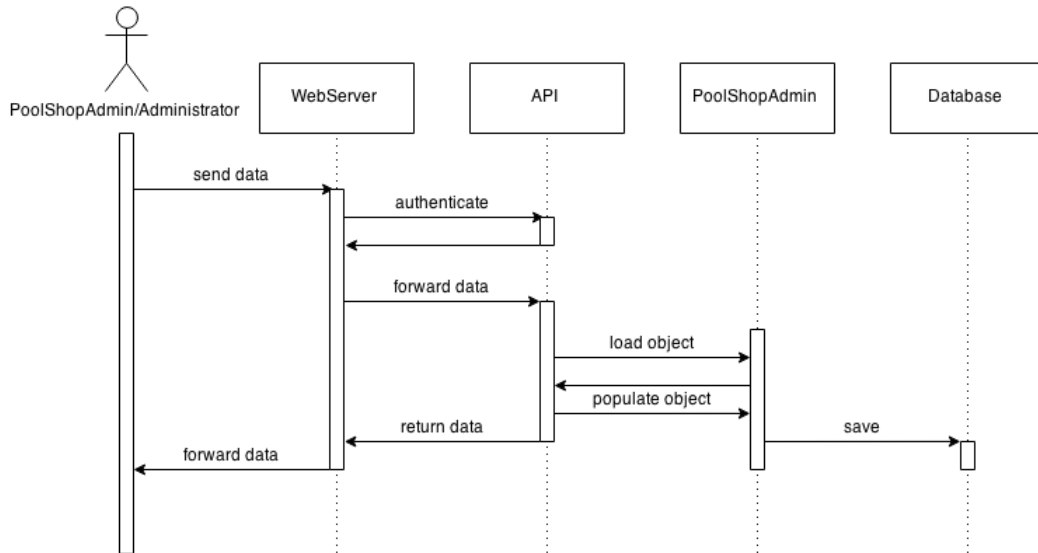 PoolShopAdmin/Administrator
WebServer
API
PoolShopAdmin
Database
send data
authenticate
forward data
load object
populate object
return data
save
forward data